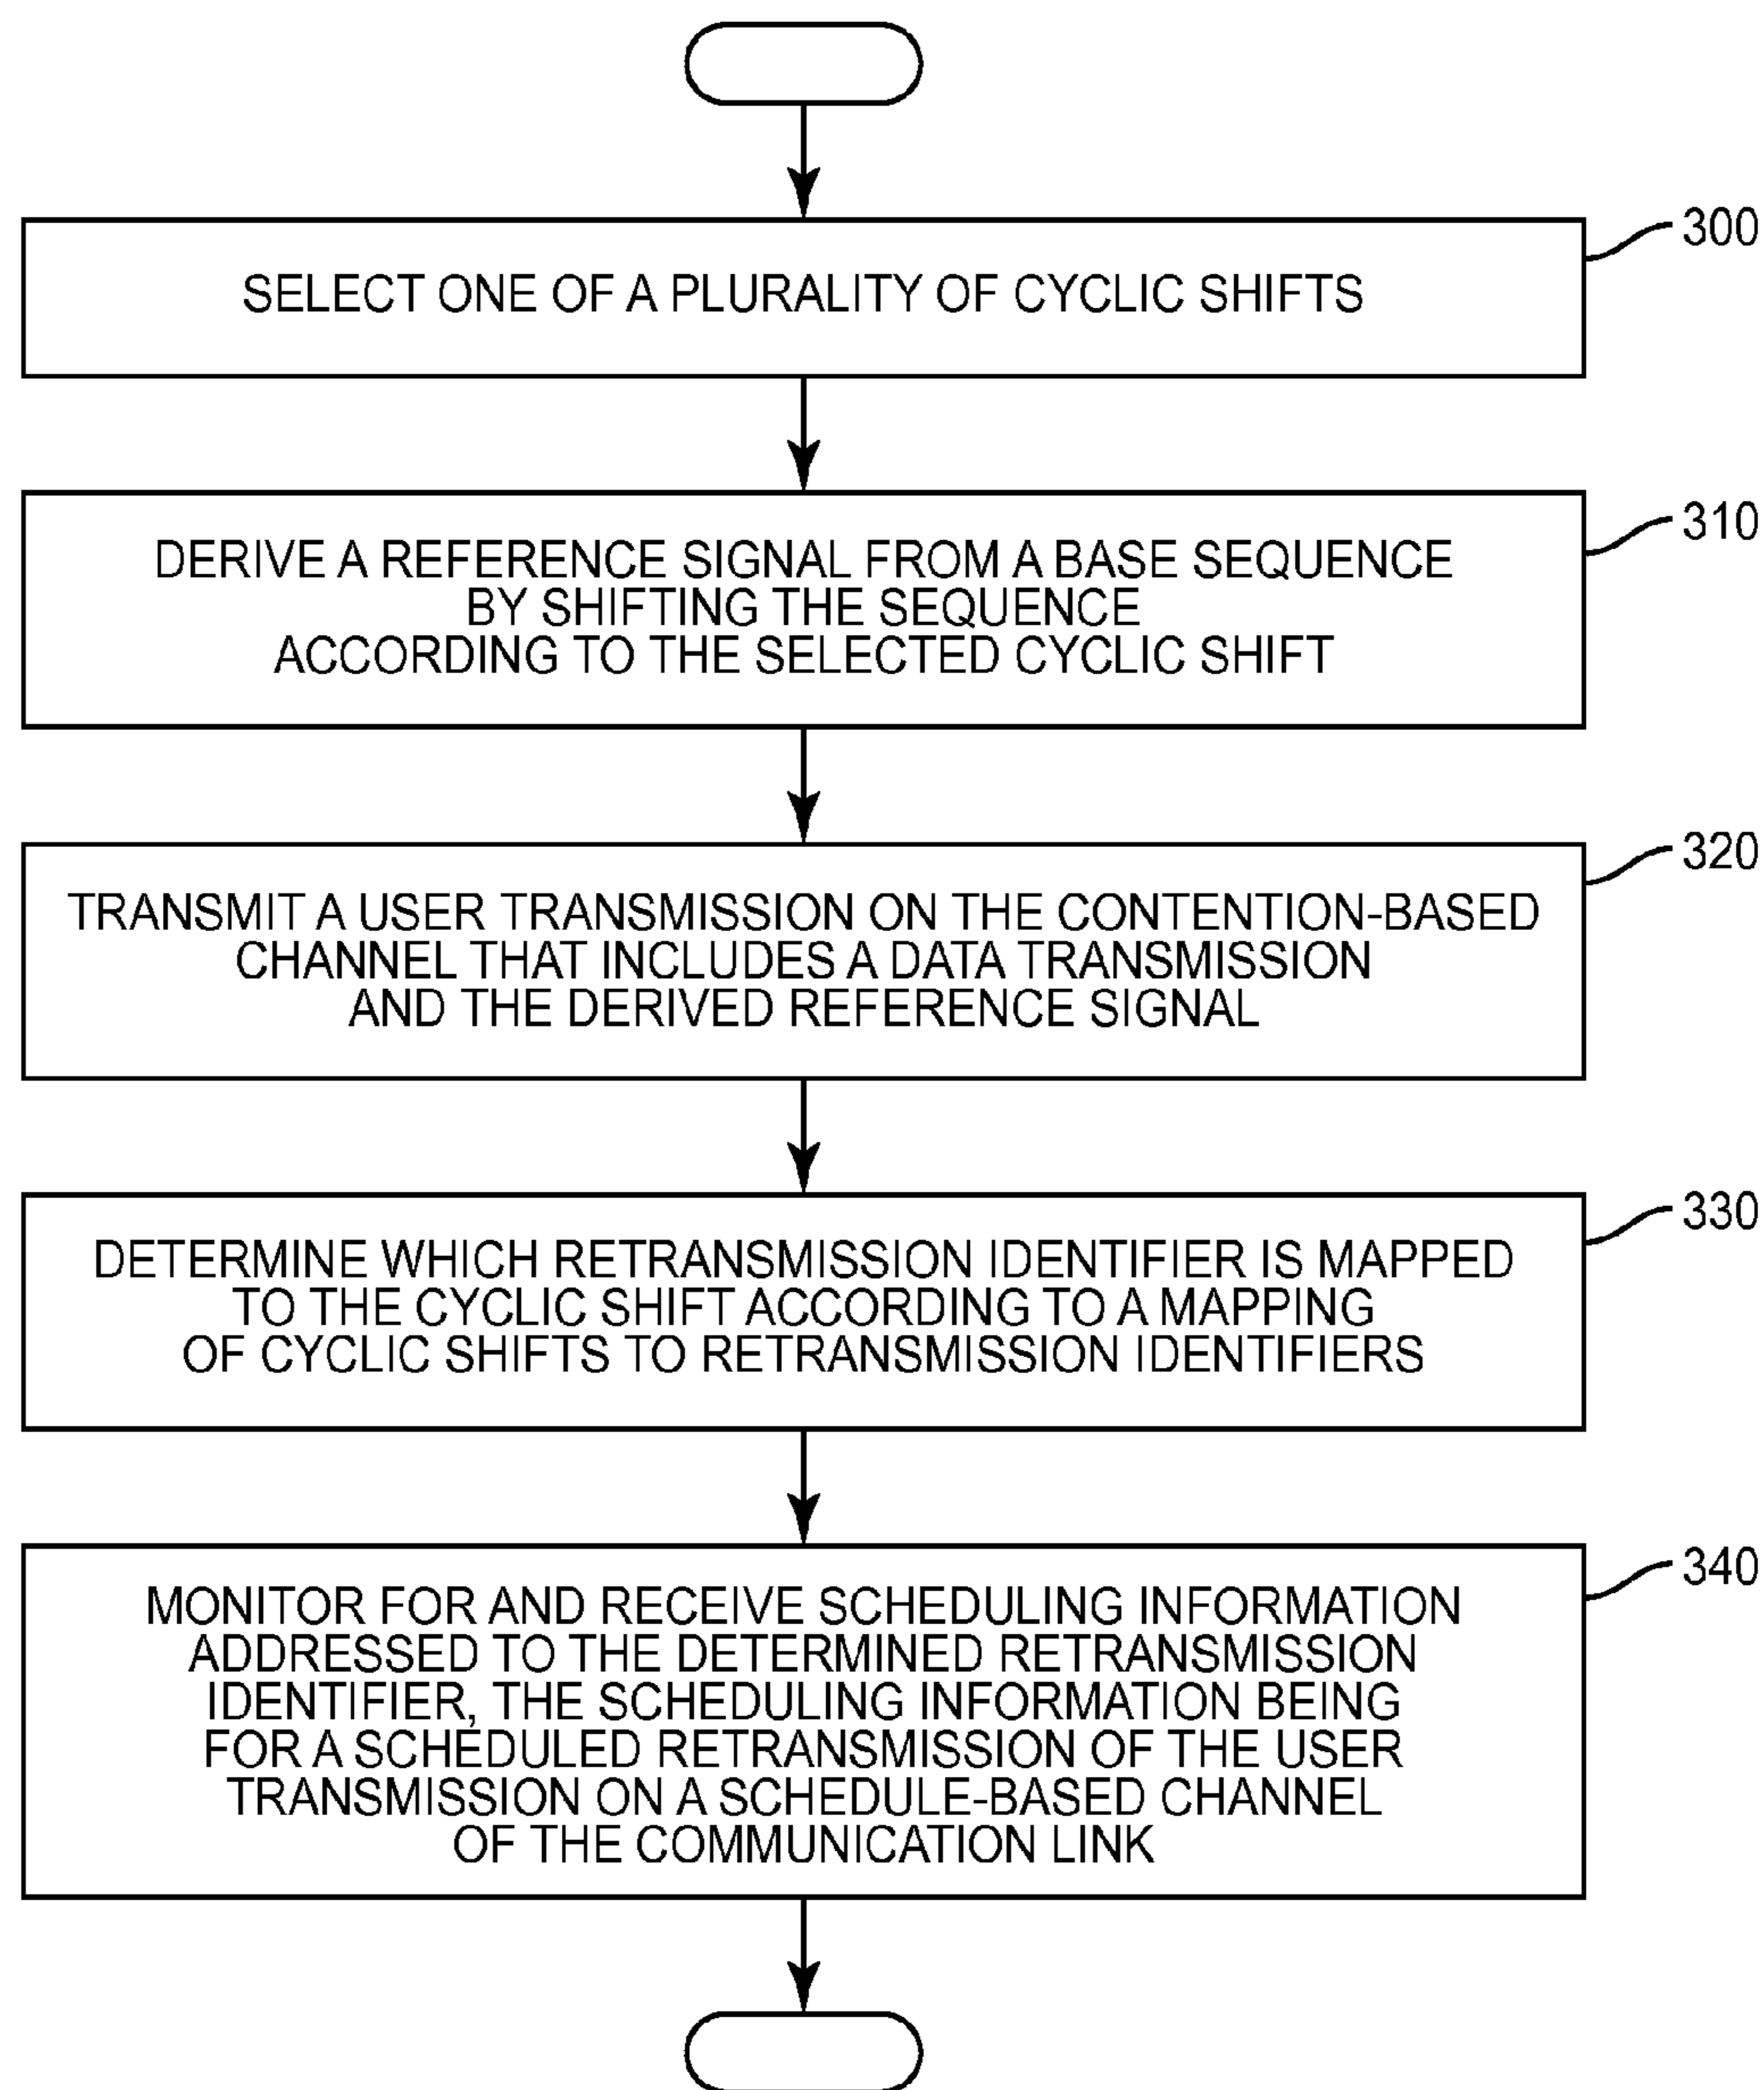 300
SELECT ONE OF A PLURALITY OF CYCLIC SHIFTS
310
DERIVE A REFERENCE SIGNAL FROM A BASE SEQUENCE
BY SHIFTING THE SEQUENCE
ACCORDING TO THE SELECTED CYCLIC SHIFT
320
TRANSMIT A USER TRANSMISSION ON THE CONTENTION-BASED
CHANNEL THAT INCLUDES A DATA TRANSMISSION
AND THE DERIVED REFERENCE SIGNAL
330
DETERMINE WHICH RETRANSMISSION IDENTIFIER IS MAPPED
TO THE CYCLIC SHIFT ACCORDING TO A MAPPING
OF CYCLIC SHIFTS TO RETRANSMISSION IDENTIFIERS
340
MONITOR FOR AND RECEIVE SCHEDULING INFORMATION
ADDRESSED TO THE DETERMINED RETRANSMISSION
IDENTIFIER, THE SCHEDULING INFORMATION BEING
FOR A SCHEDULED RETRANSMISSION OF THE USER
TRANSMISSION ON A SCHEDULE-BASED CHANNEL
OF THE COMMUNICATION LINK